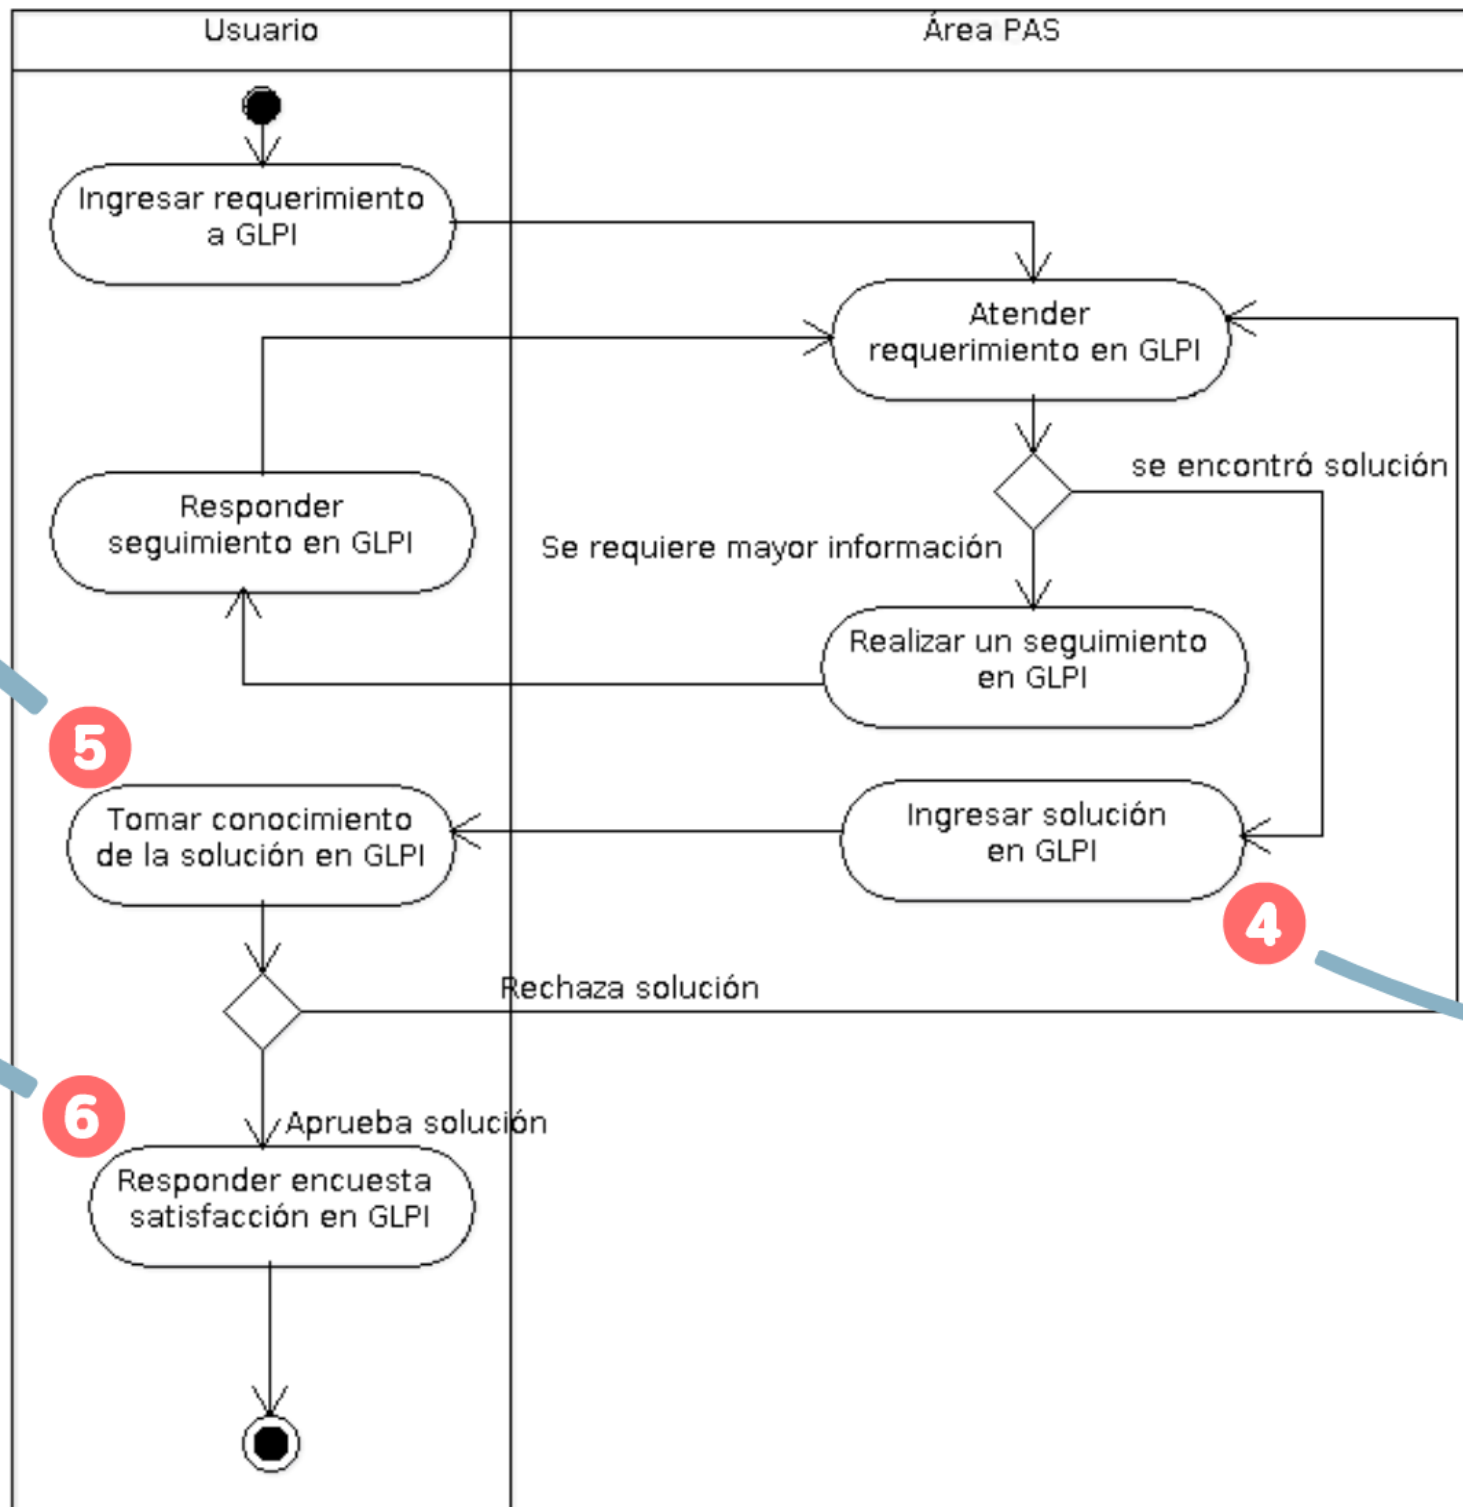 Usuario
Área PAS
Ingresar requerimiento
a GLPI
Atender
requerimiento en GLPI
se encontró solución
Responder
seguimiento en GLPI
Se requiere mayor información
Realizar un seguimiento
en GLPI
5
Tomar conocimiento
de la solución en GLPI
Ingresar solución
en GLPI
4
Rechaza solución
6
Aprueba solución
Responder encuesta
satisfacción en GLPI